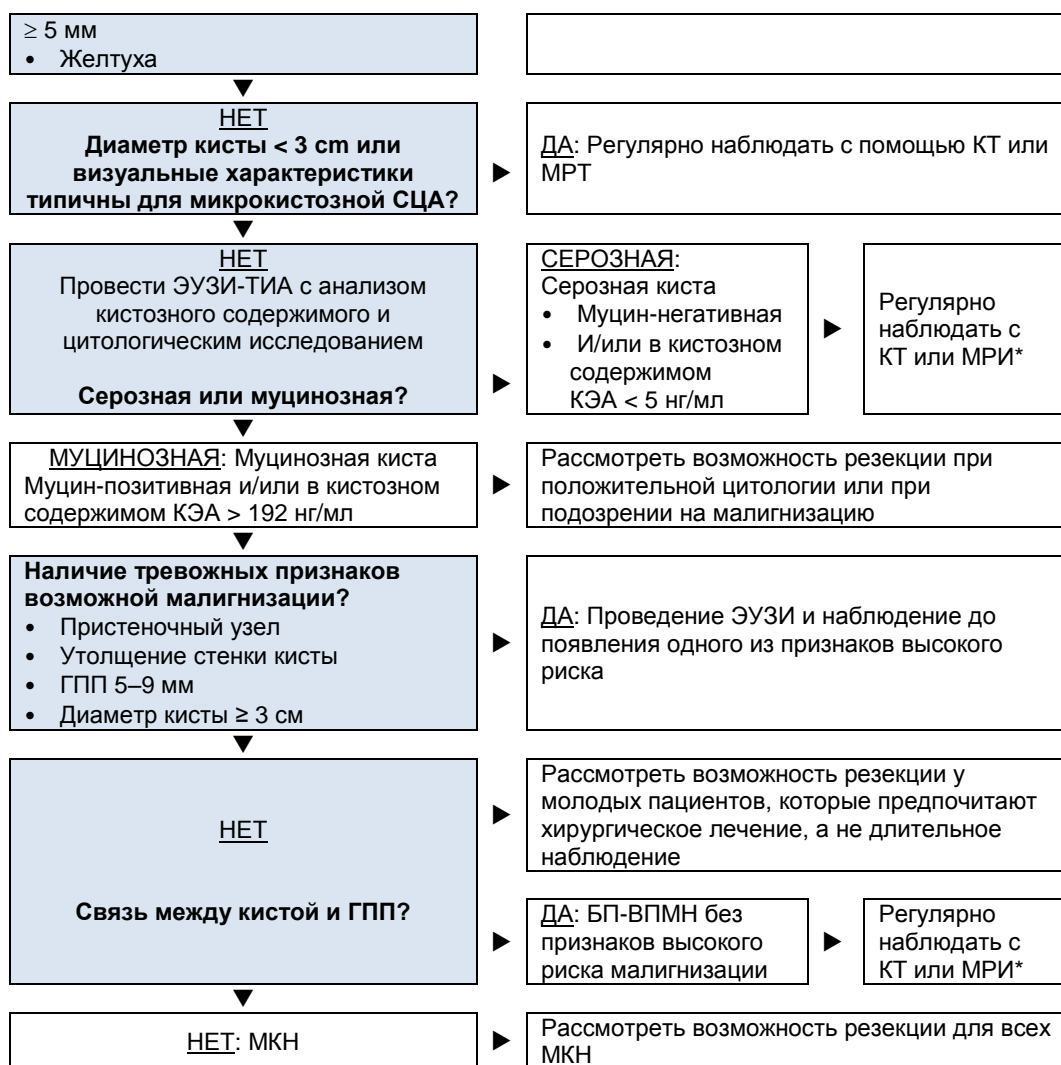 ≥ 5 мм
• Желтуха
НЕТ
Диаметр кисты < 3 cm или
визуальные характеристики
типичны для микрокистозной СЦА?
ДА: Регулярно наблюдать с помощью КТ или
МРТ
НЕТ
Провести ЭУЗИ-ТИА с анализом
кистозного содержимого и
цитологическим исследованием
Серозная или муцинозная?
СЕРОЗНАЯ:
Серозная киста
• Муцин-негативная
• И/или в кистозном
содержимом
КЭА < 5 нг/мл
Регулярно
наблюдать с
КТ или МРИ*
МУЦИНОЗНАЯ: Муцинозная киста
Муцин-позитивная и/или в кистозном
содержимом КЭА > 192 нг/мл
Рассмотреть возможность резекции при
положительной цитологии или при
подозрении на малигнизацию
Наличие тревожных признаков
возможной малигнизации?
• Пристеночный узел
• Утолщение стенки кисты
• ГПП 5–9 мм
• Диаметр кисты ≥ 3 см
ДА: Проведение ЭУЗИ и наблюдение до
появления одного из признаков высокого
риска
НЕТ
Связь между кистой и ГПП?
Рассмотреть возможность резекции у
молодых пациентов, которые предпочитают
хирургическое лечение, а не длительное
наблюдение
ДА: БП-ВПМН без
признаков высокого
риска малигнизации
Регулярно
наблюдать с
КТ или МРИ*
НЕТ: МКН
Рассмотреть возможность резекции для всех
МКН